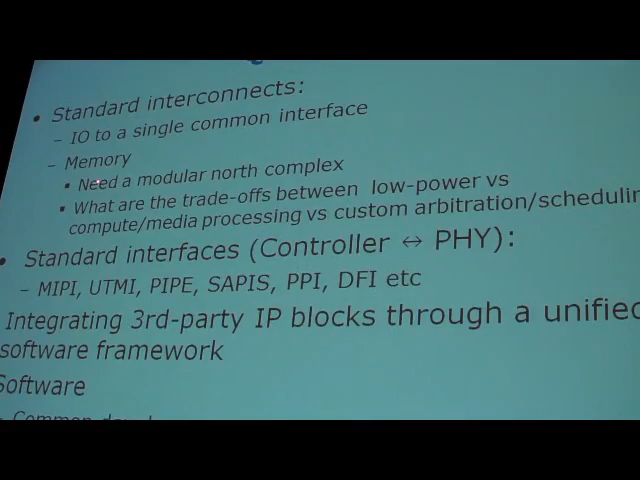 • Standard interconnects:
– IO to a single common interface
– Memory
▪ Need a modular north complex
▪ What are the trade-offs between low-power vs
compute/media processing vs custom arbitration/schedulin
• Standard interfaces (Controller ↔ PHY):
– MIPI, UTMI, PIPE, SAPIS, PPI, DFI etc
Integrating 3rd-party IP blocks through a unified
software framework
Software
Common